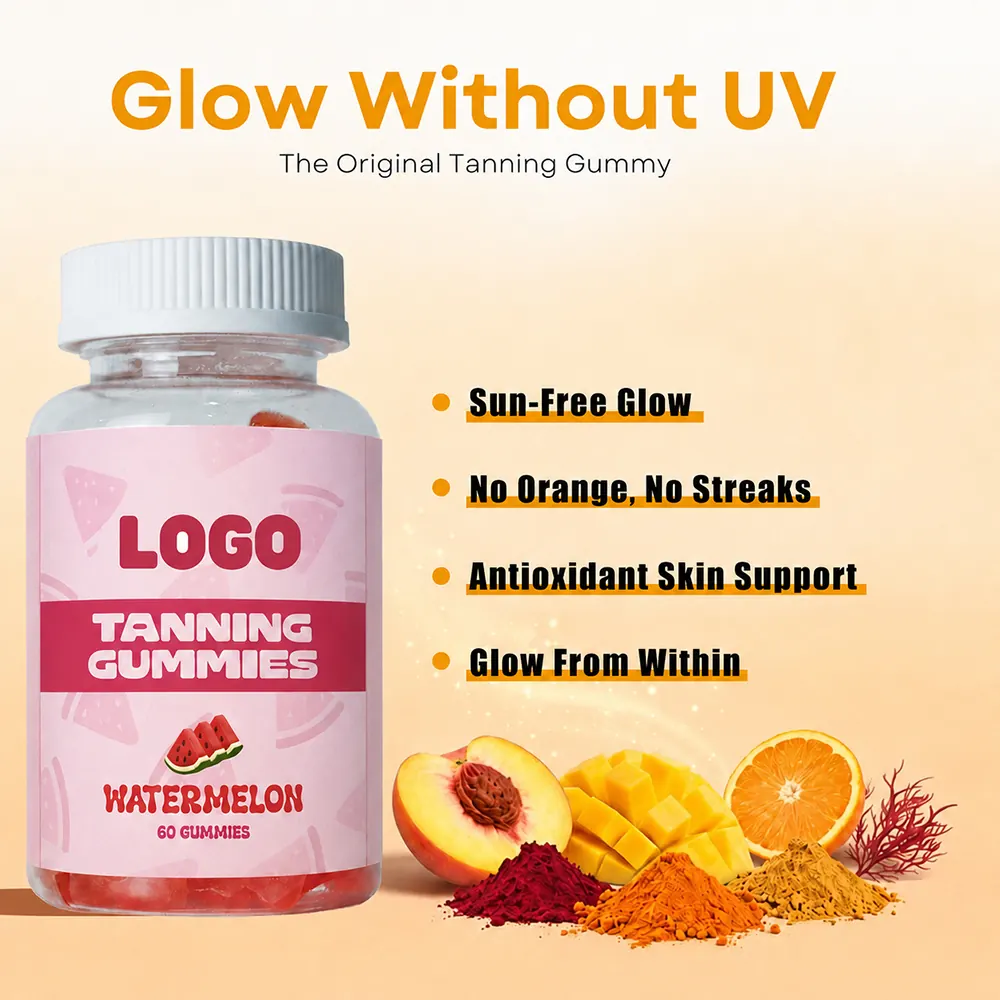 Glow Without UV
The Original Tanning Gummy
Sun-Free Glow
No Orange, No Streaks
Antioxidant Skin Support
Glow From Within
LOGO
TANNING
GUMMIES
WATERMELON
60 GUMMIES